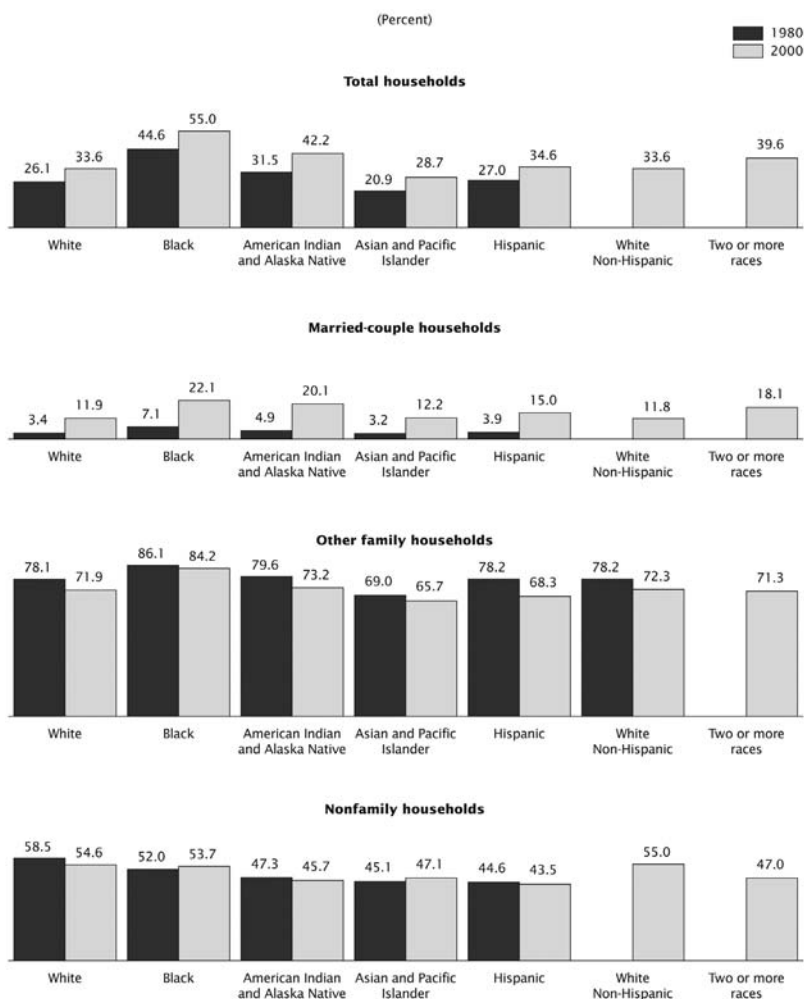 (Percent)
1980
2000
Total households
26.1 33.6 44.6 55.0 31.5 42.2 20.9 28.7 27.0 34.6 33.6 39.6
White Black American Indian Asian and Pacific Hispanic White Two or more
and Alaska Native Islander Non-Hispanic races
Married-couple households
3.4 11.9 7.1 22.1 4.9 20.1 3.2 12.2 3.9 15.0 11.8 18.1
White Black American Indian Asian and Pacific Hispanic White Two or more
and Alaska Native Islander Non-Hispanic races
Other family households
78.1 71.9 86.1 84.2 79.6 73.2 69.0 65.7 78.2 68.3 78.2 72.3 71.3
White Black American Indian Asian and Pacific Hispanic White Two or more
and Alaska Native Islander Non-Hispanic races
Nonfamily households
58.5 54.6 52.0 53.7 47.3 45.7 45.1 47.1 44.6 43.5 55.0 47.0
White Black American Indian Asian and Pacific Hispanic White Two or more
and Alaska Native Islander Non-Hispanic races